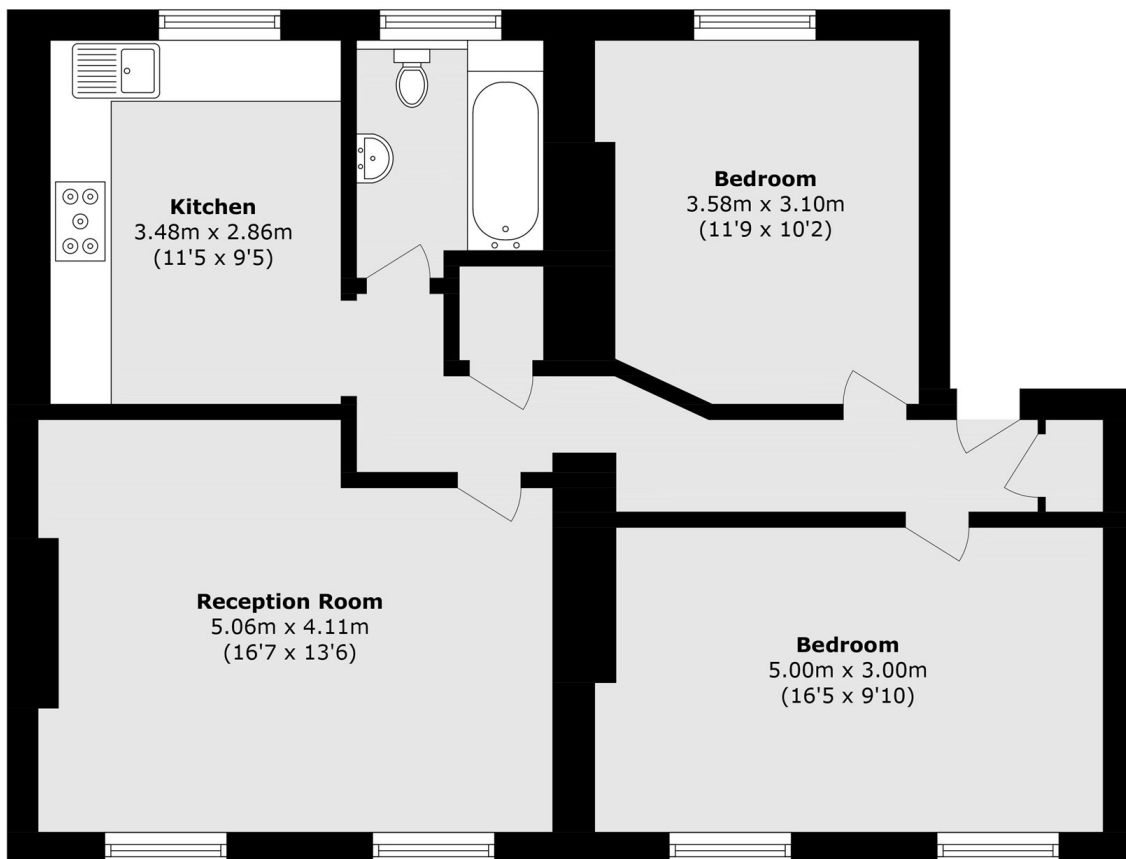 Kitchen
3.48m x 2.86m
(11'5 x 9'5)
Bedroom
3.58m x 3.10m
(11'9 x 10'2)
Reception Room
5.06m x 4.11m
(16'7 x 13'6)
Bedroom
5.00m x 3.00m
(16'5 x 9'10)